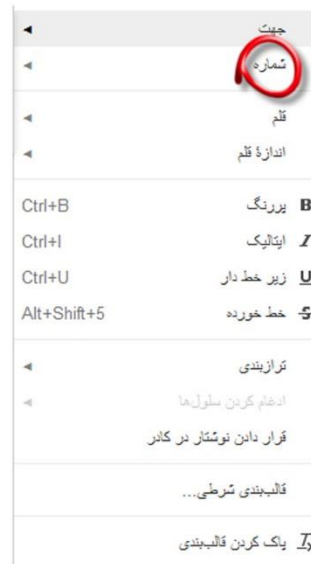 جهت
شماره
قلم
اندازهٔ قلم
B پررنگ Ctrl+B
I ایتالیک Ctrl+I
U زیر خط دار Ctrl+U
S خط خورده Alt+Shift+5
ترازبندی
ادغام کردن سلول‌ها
قرار دادن نوشتار در کادر
قالب‌بندی شرطی...
پاک کردن قالب‌بندی